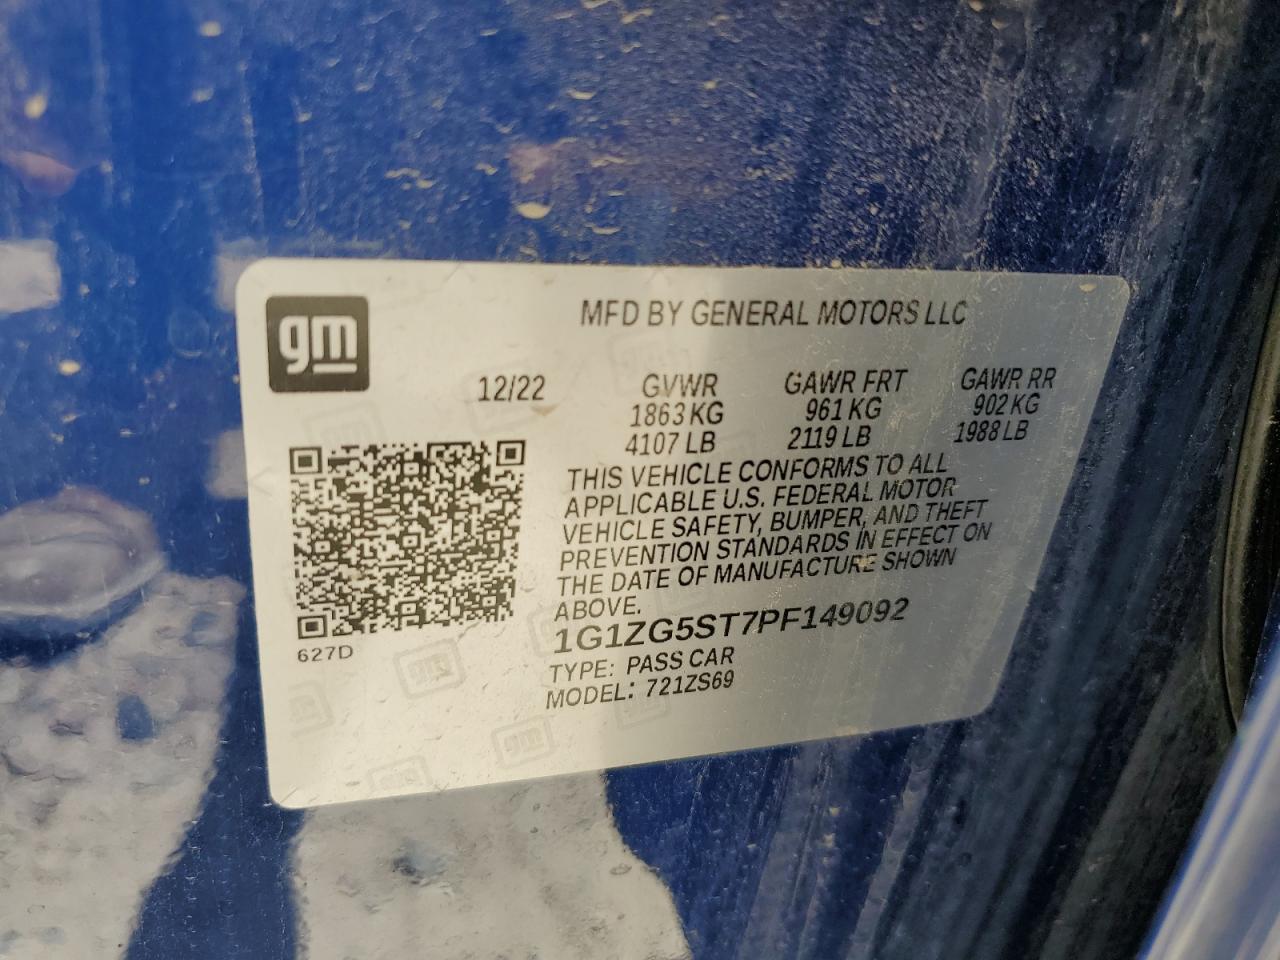 gm
MFD BY GENERAL MOTORS LLC
12/22 GVWR GAWR FRT GAWR RR
1863 KG 961 KG 902 KG
4107 LB 2119 LB 1988 LB
THIS VEHICLE CONFORMS TO ALL
APPLICABLE U.S. FEDERAL MOTOR
VEHICLE SAFETY, BUMPER, AND THEFT
PREVENTION STANDARDS IN EFFECT ON
THE DATE OF MANUFACTURE SHOWN
ABOVE.
1G1ZG5ST7PF149092
TYPE: PASS CAR
MODEL: 721ZS69
627D